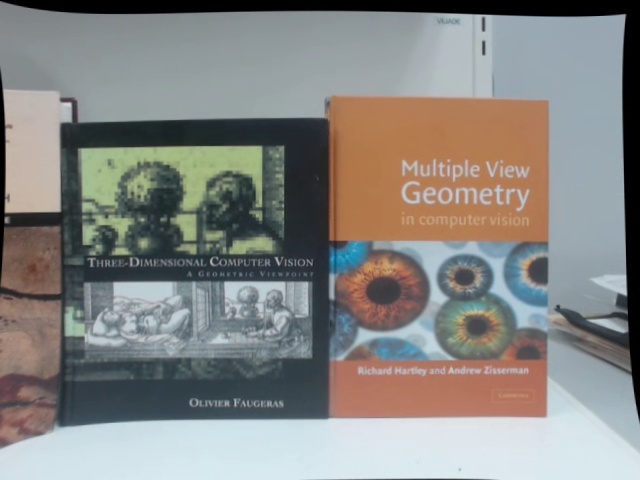 THREE-DIMENSIONAL COMPUTER VISION
A GEOMETRIC VIEWPOINT
OLIVIER FAUGERAS
Multiple View
Geometry
in computer vision
Richard Hartley and Andrew Zisserman
CAMBRIDGE